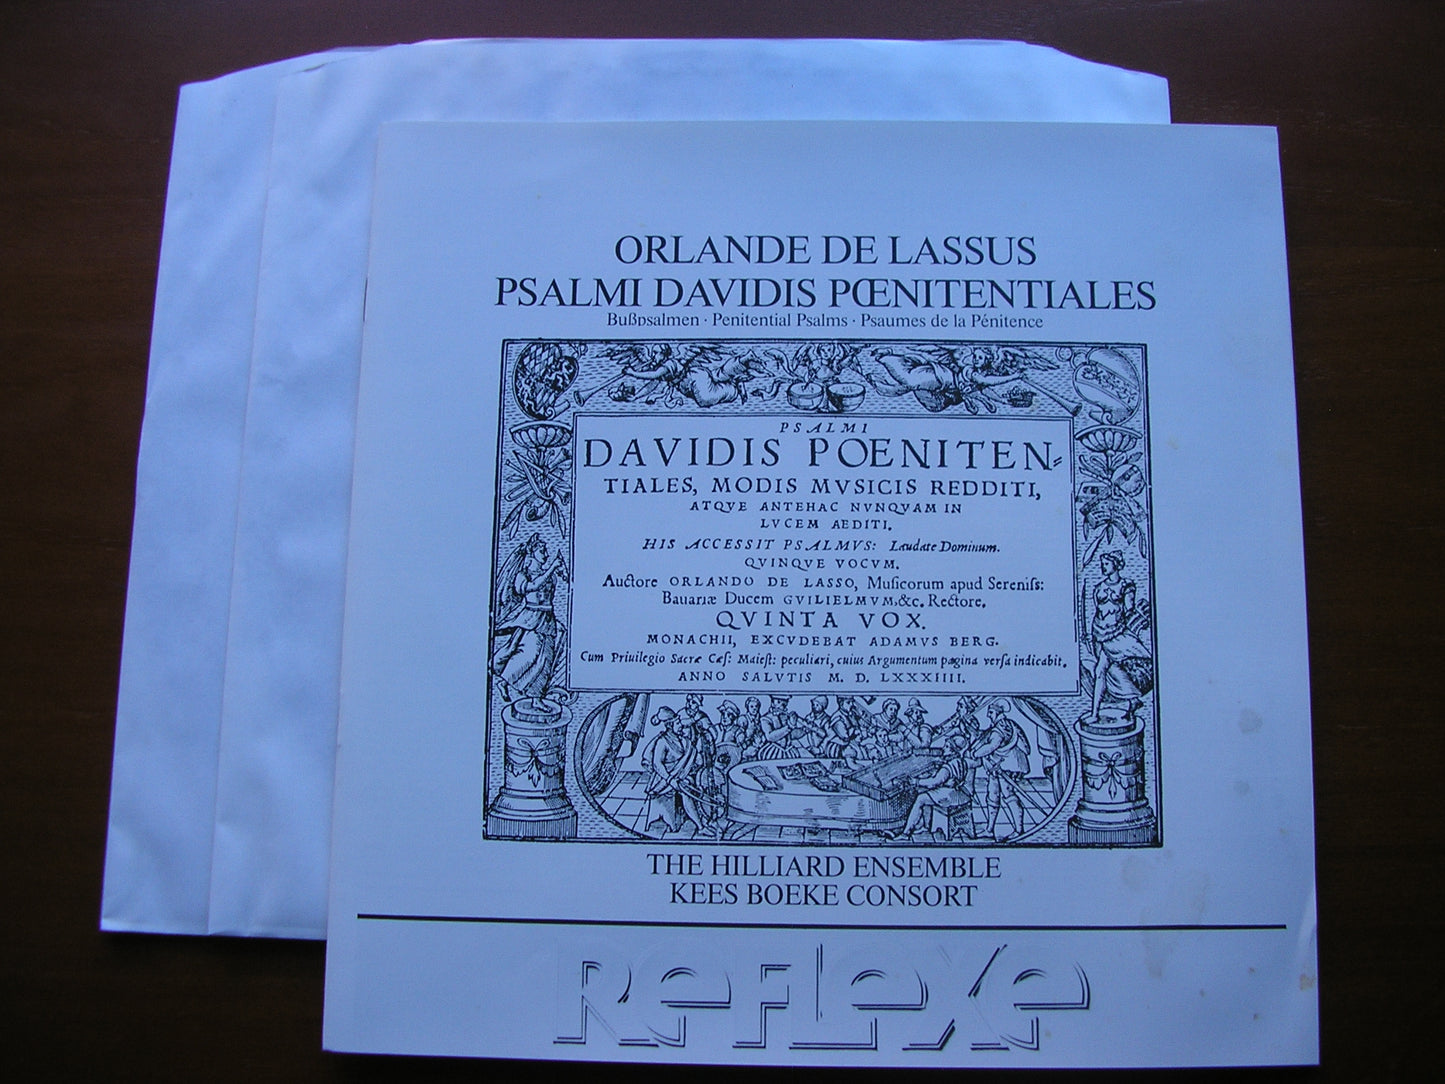 ORLANDE DE LASSUS
PSALMI DAVIDIS PŒNITENTIALES
Bußpsalmen · Penitential Psalms · Psaumes de la Pénitence
PSALMI
DAVIDIS POENITEN⸗
TIALES, MODIS MVSICIS REDDITI,
ATQVE ANTEHAC NVNQVAM IN
LVCEM AEDITI.
HIS ACCESSIT PSALMVS: Laudate Dominum.
QVINQVE VOCVM.
Auctore ORLANDO DE LASSO, Muſicorum apud Sereniſs:
Bauariæ Ducem GVILIELMVM,&c. Rectore.
QVINTA VOX.
MONACHII, EXCVDEBAT ADAMVS BERG.
Cum Priuilegio Sacræ Cæſ: Maieſt: peculiari, cuius Argumentum pagina verſa indicabit.
ANNO SALVTIS M. D. LXXXIIII.
THE HILLIARD ENSEMBLE
KEES BOEKE CONSORT
REFLEXE